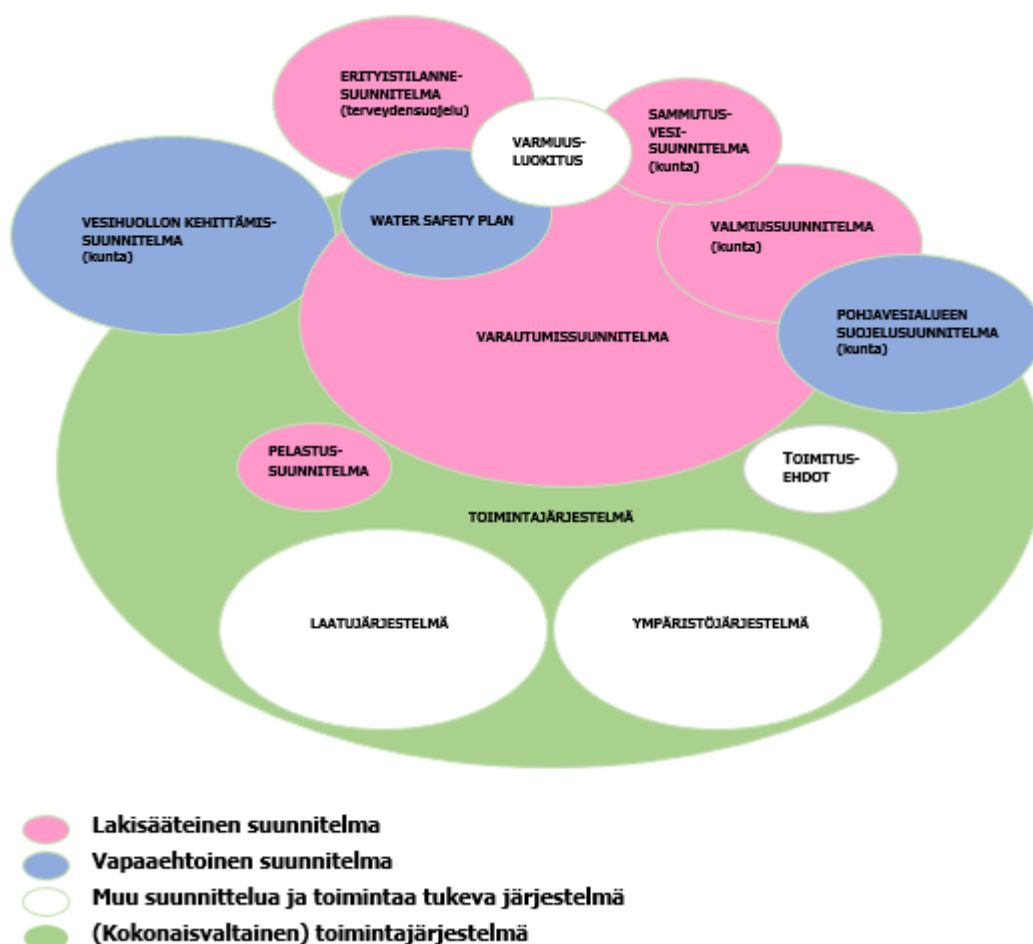 ERITYISTILANNE-
SUUNNITELMA
(terveydensuojelu)
VARMUUS-
LUOKITUS
SAMMUTUS-
VESI-
SUUNNITELMA
(kunta)
VESIHUOLLON KEHITTÄMIS-
SUUNNITELMA
(kunta)
WATER SAFETY PLAN
VALMIUSSUUNNITELMA
(kunta)
VARAUTUMISSUUNNITELMA
POHJAVESIALUEEN
SUOJELUSUUNNITELMA
(kunta)
PELASTUS-
SUUNNITELMA
TOIMITUS-
EHDOT
TOIMINTAJÄRJESTELMÄ
LAATUJÄRJESTELMÄ
YMPÄRISTÖJÄRJESTELMÄ
Lakisääteinen suunnitelma
Vapaaehtoinen suunnitelma
Muu suunnittelua ja toimintaa tukeva järjestelmä
(Kokonaisvaltainen) toimintajärjestelmä